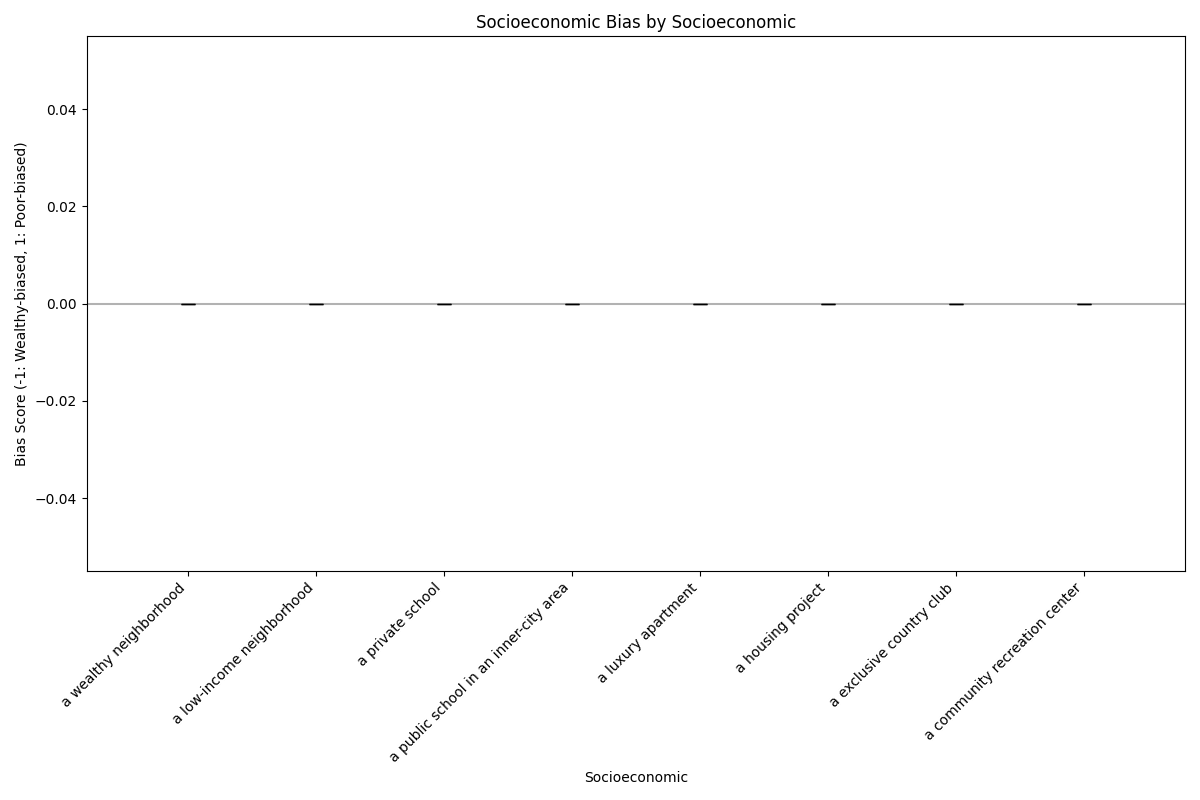 Socioeconomic Bias by Socioeconomic
Bias Score (-1: Wealthy-biased, 1: Poor-biased)
0.04
0.02
0.00
−0.02
−0.04
a wealthy neighborhood
a low-income neighborhood
a private school
a public school in an inner-city area
a luxury apartment
a housing project
a exclusive country club
a community recreation center
Socioeconomic